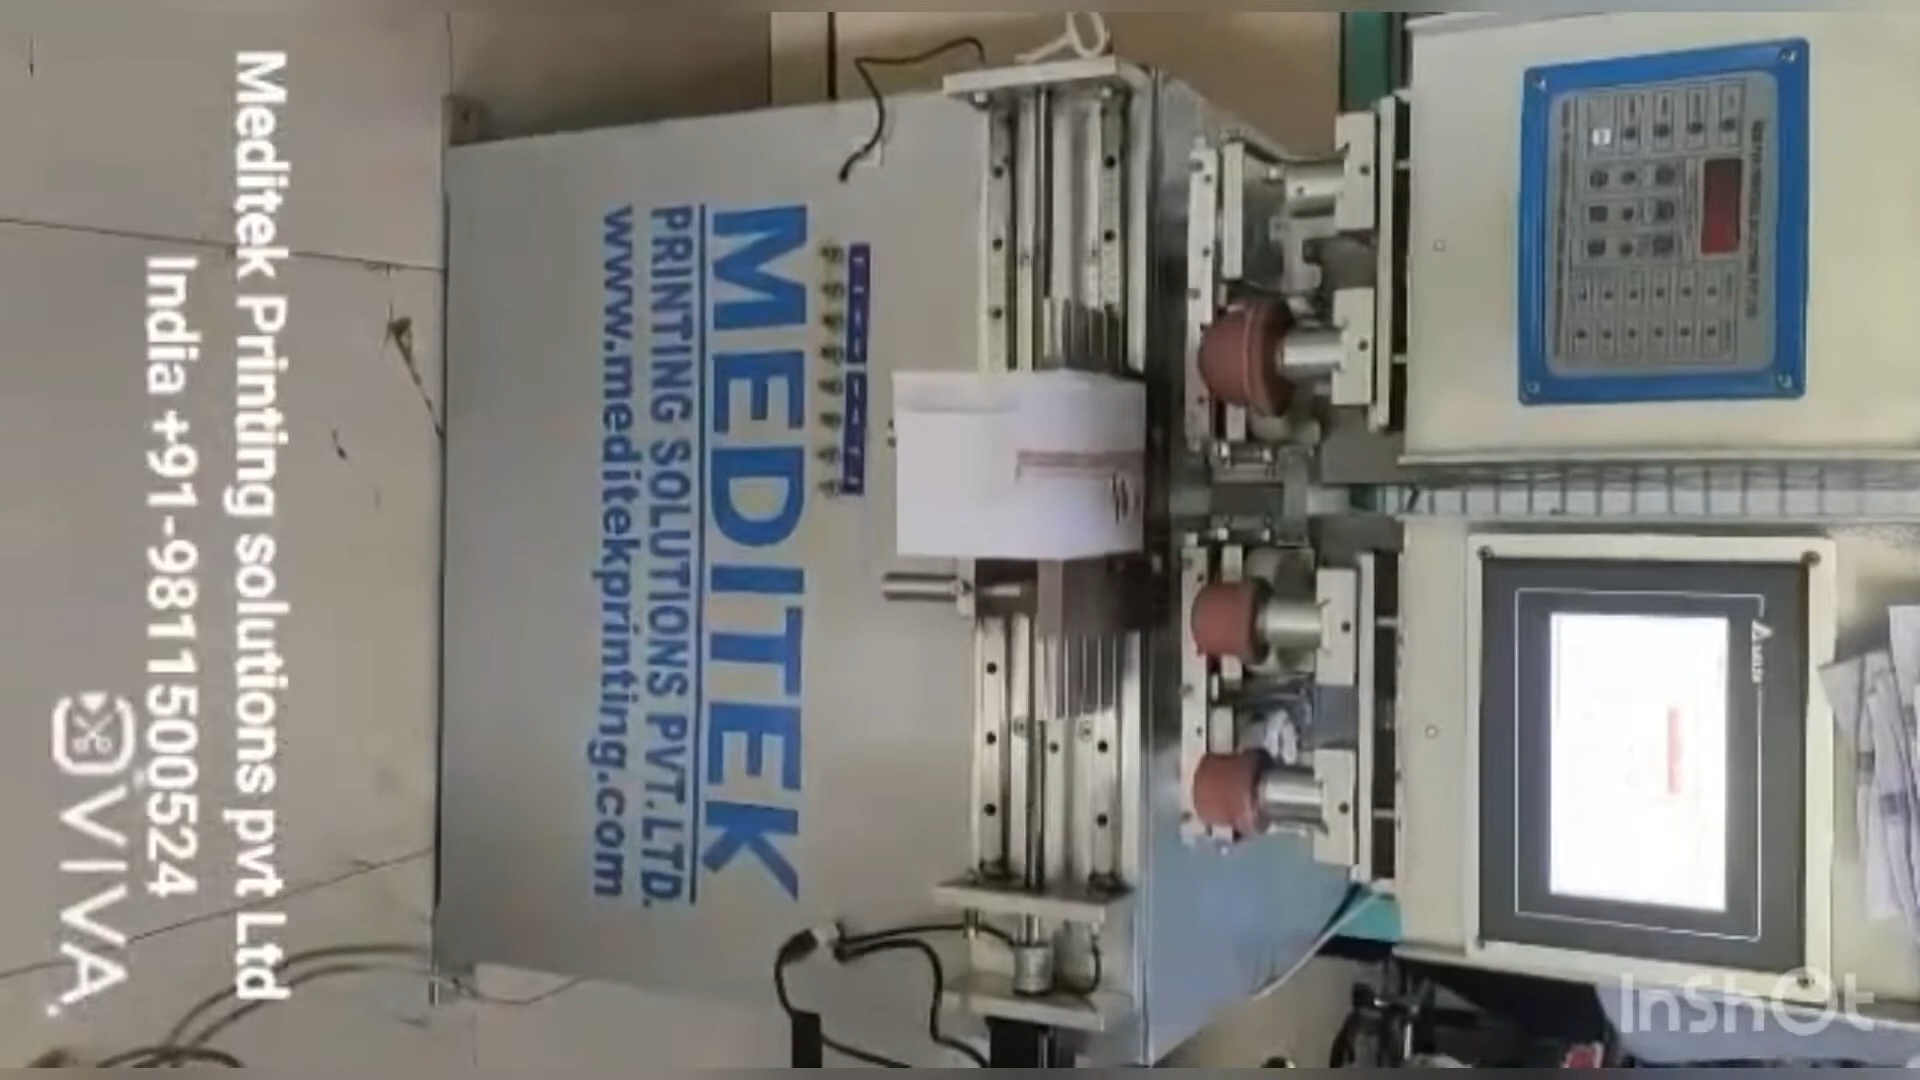 Meditek Printing solutions pvt Ltd
India +91-9811500524
VIVA
MEDITEK
PRINTING SOLUTIONS PVT.LTD.
www.meditekprinting.com
InShOt